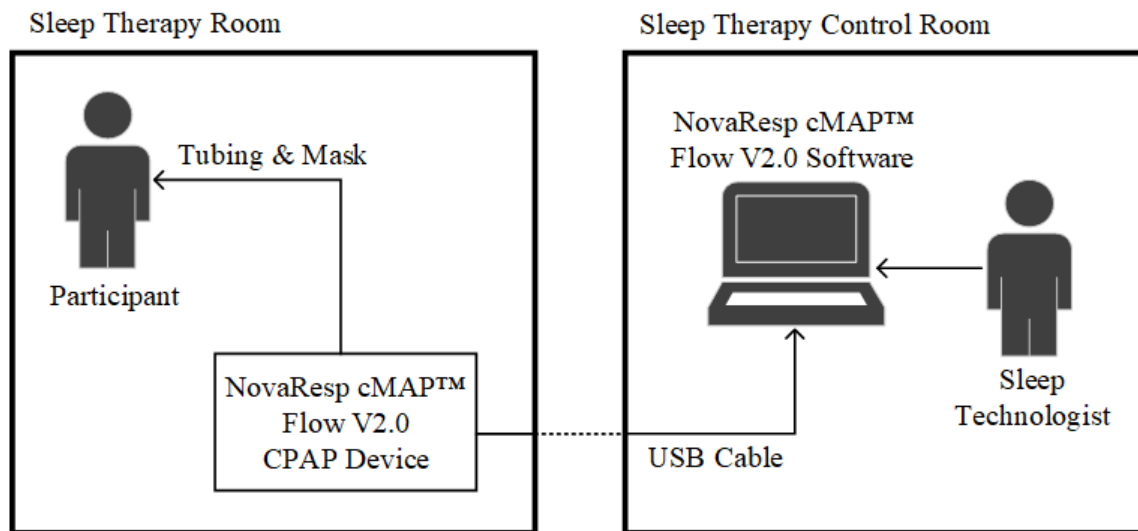 Sleep Therapy Room
Tubing & Mask
Participant
NovaResp cMAP™
Flow V2.0
CPAP Device
Sleep Therapy Control Room
NovaResp cMAP™
Flow V2.0 Software
Sleep
Technologist
USB Cable